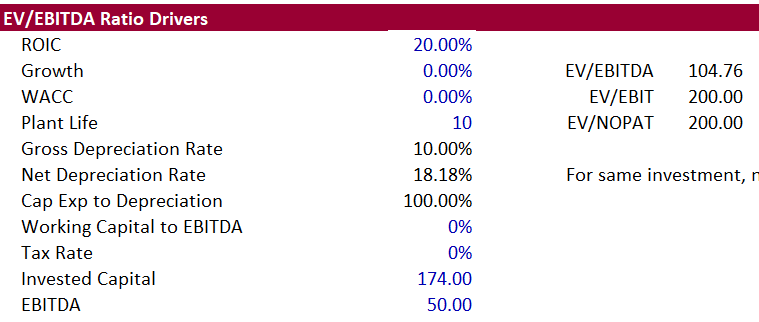 EV/EBITDA Ratio Drivers
ROIC 20.00%
Growth 0.00% EV/EBITDA 104.76
WACC 0.00% EV/EBIT 200.00
Plant Life 10 EV/NOPAT 200.00
Gross Depreciation Rate 10.00%
Net Depreciation Rate 18.18% For same investment,
Cap Exp to Depreciation 100.00%
Working Capital to EBITDA 0%
Tax Rate 0%
Invested Capital 174.00
EBITDA 50.00